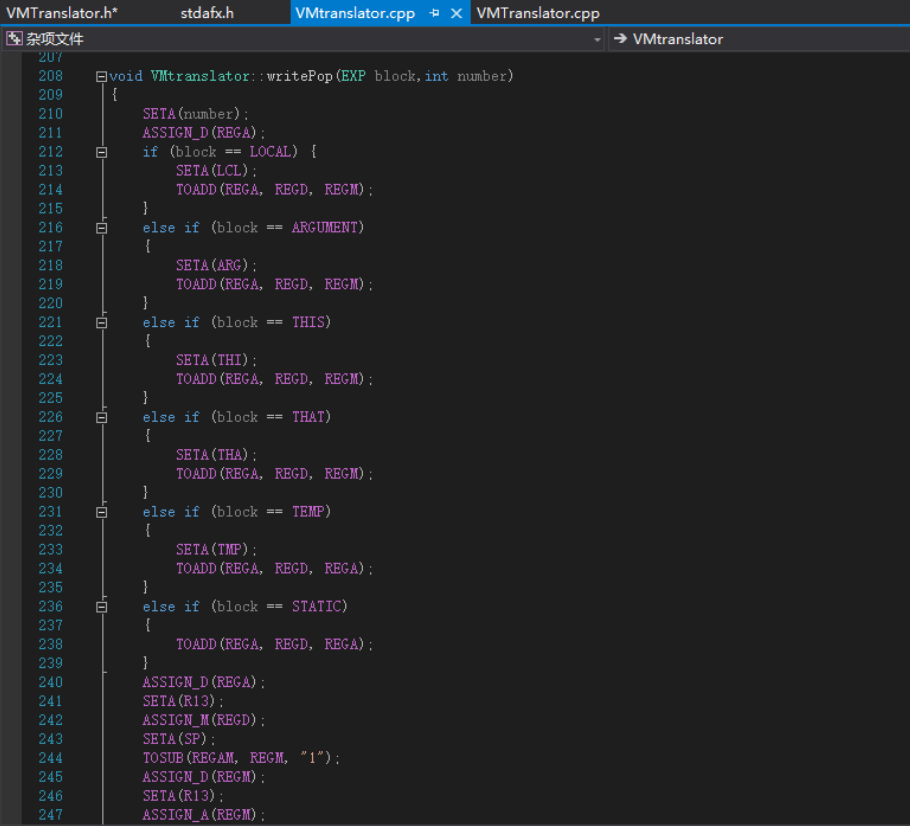 VMTranslator.h* stdafx.h VMtranslator.cpp VMTranslator.cpp
杂项文件 VMtranslator
207
208 void VMtranslator::writePop(EXP block,int number)
209 {
210 SETA(number);
211 ASSIGN_D(REGA);
212 if (block == LOCAL) {
213 SETA(LCL);
214 TOADD(REGA, REGD, REGM);
215 }
216 else if (block == ARGUMENT)
217 {
218 SETA(ARG);
219 TOADD(REGA, REGD, REGM);
220 }
221 else if (block == THIS)
222 {
223 SETA(THI);
224 TOADD(REGA, REGD, REGM);
225 }
226 else if (block == THAT)
227 {
228 SETA(THA);
229 TOADD(REGA, REGD, REGM);
230 }
231 else if (block == TEMP)
232 {
233 SETA(TMP);
234 TOADD(REGA, REGD, REGA);
235 }
236 else if (block == STATIC)
237 {
238 TOADD(REGA, REGD, REGA);
239 }
240 ASSIGN_D(REGA);
241 SETA(R13);
242 ASSIGN_M(REGD);
243 SETA(SP);
244 TOSUB(REGAM, REGM, "1");
245 ASSIGN_D(REGM);
246 SETA(R13);
247 ASSIGN_A(REGM);